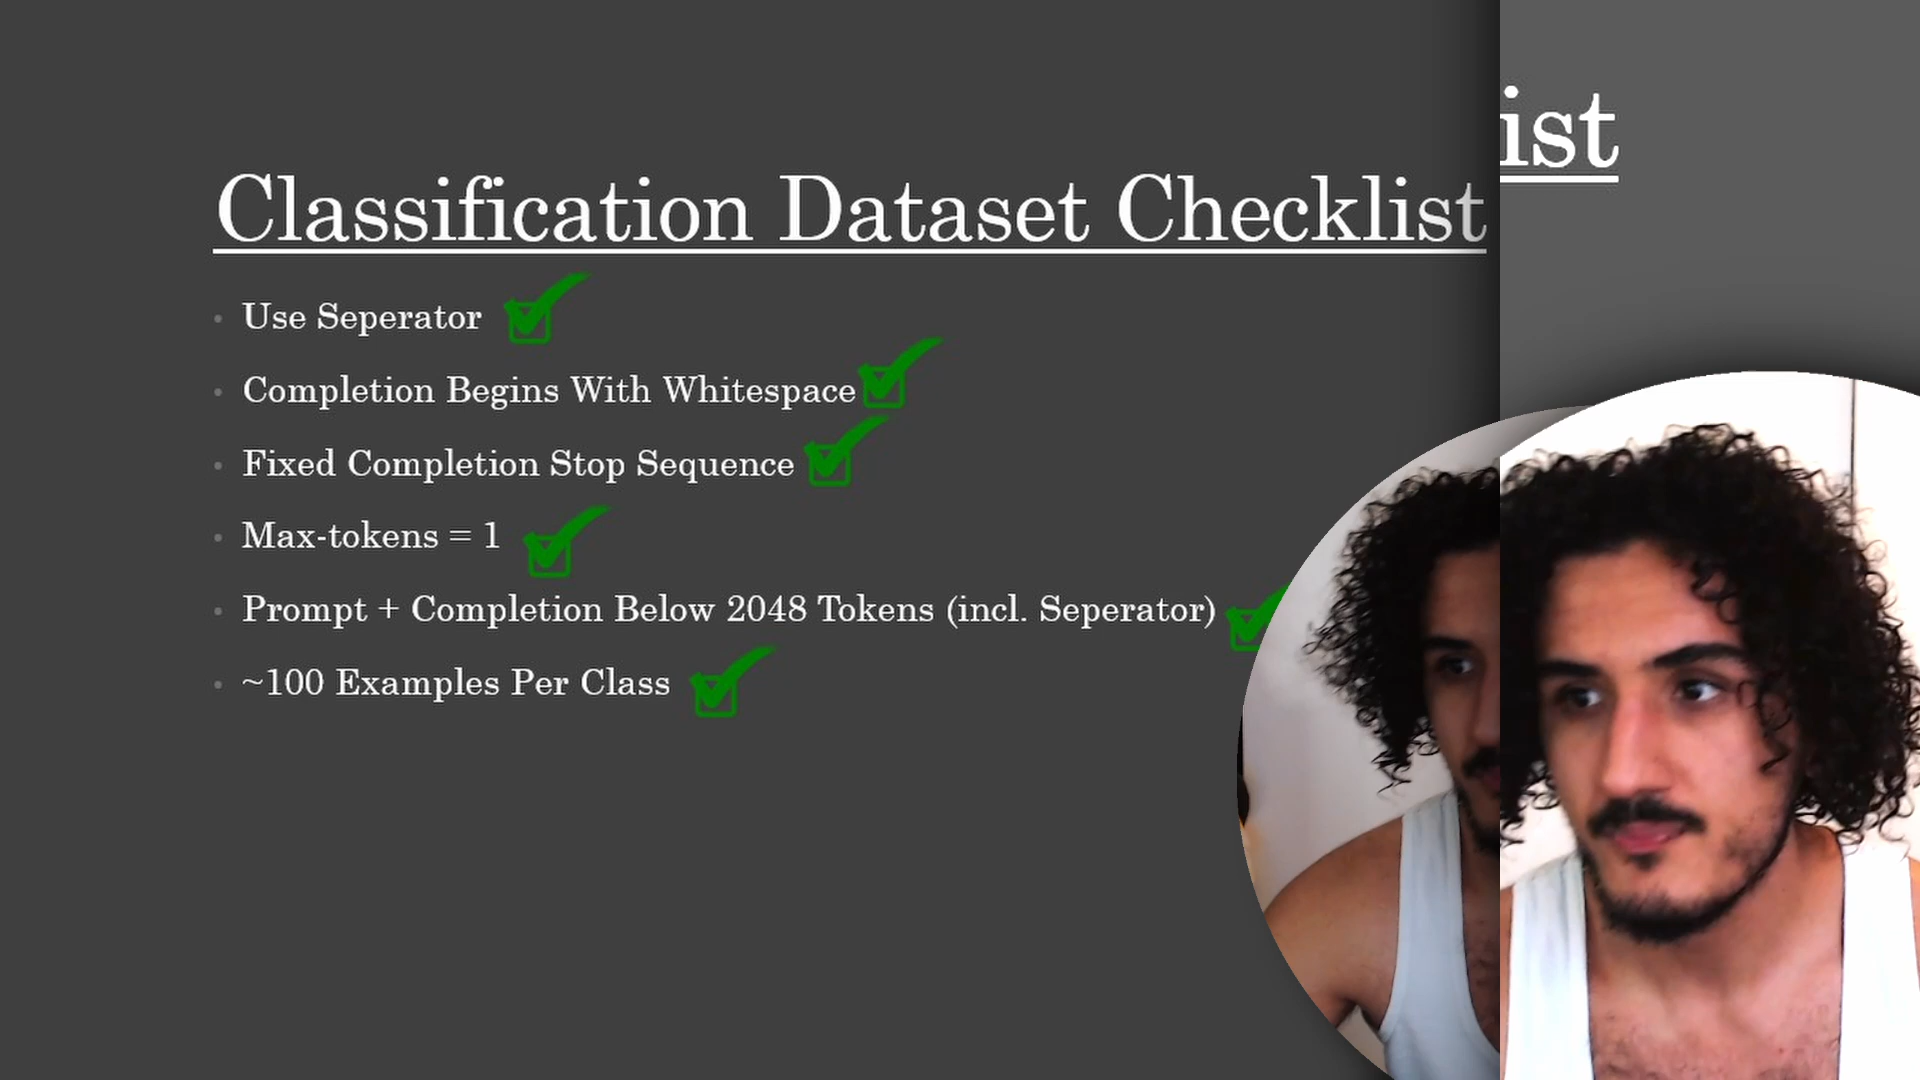 Classification Dataset Checklist
ist
• Use Seperator
• Completion Begins With Whitespace
• Fixed Completion Stop Sequence
• Max-tokens = 1
• Prompt + Completion Below 2048 Tokens (incl. Seperator)
• ~100 Examples Per Class